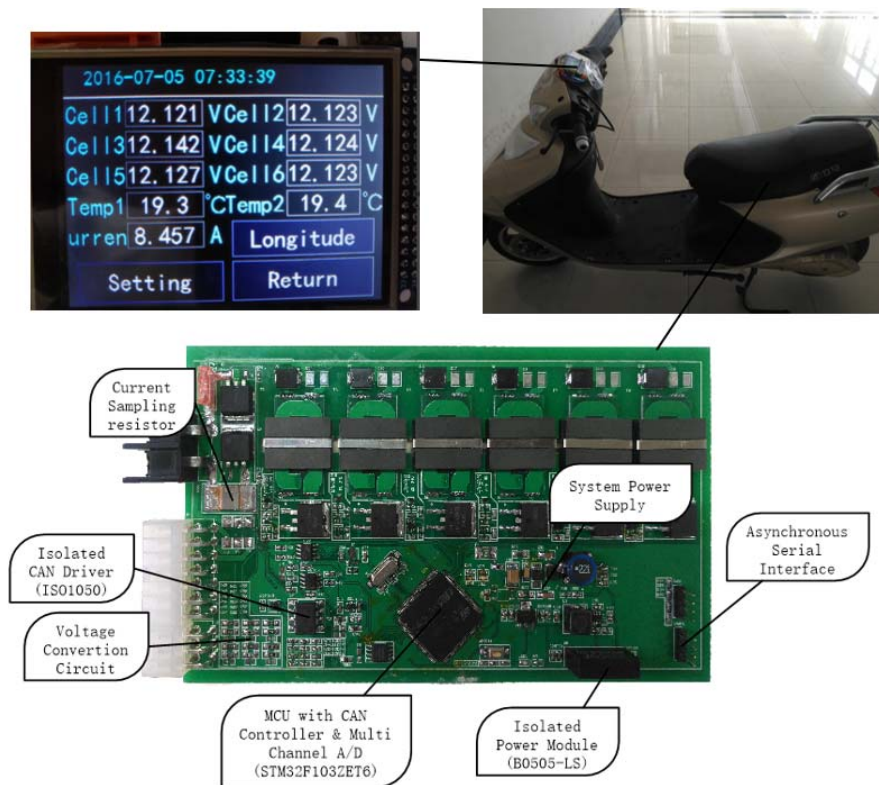 2016-07-05 07:33:39
Cell1 12.121 V Cell2 12.123 V
Cell3 12.142 V Cell4 12.124 V
Cell5 12.127 V Cell6 12.123 V
Temp1 19.3 °C Temp2 19.4 °C
urren 8.457 A Longitude
Setting Return
Current
Sampling
resistor
System Power
Supply
Isolated
CAN Driver
(ISO1050)
Asynchronous
Serial
Interface
Voltage
Convertion
Circuit
MCU with CAN
Controller & Multi
Channel A/D
(STM32F103ZET6)
Isolated
Power Module
(B0505-LS)